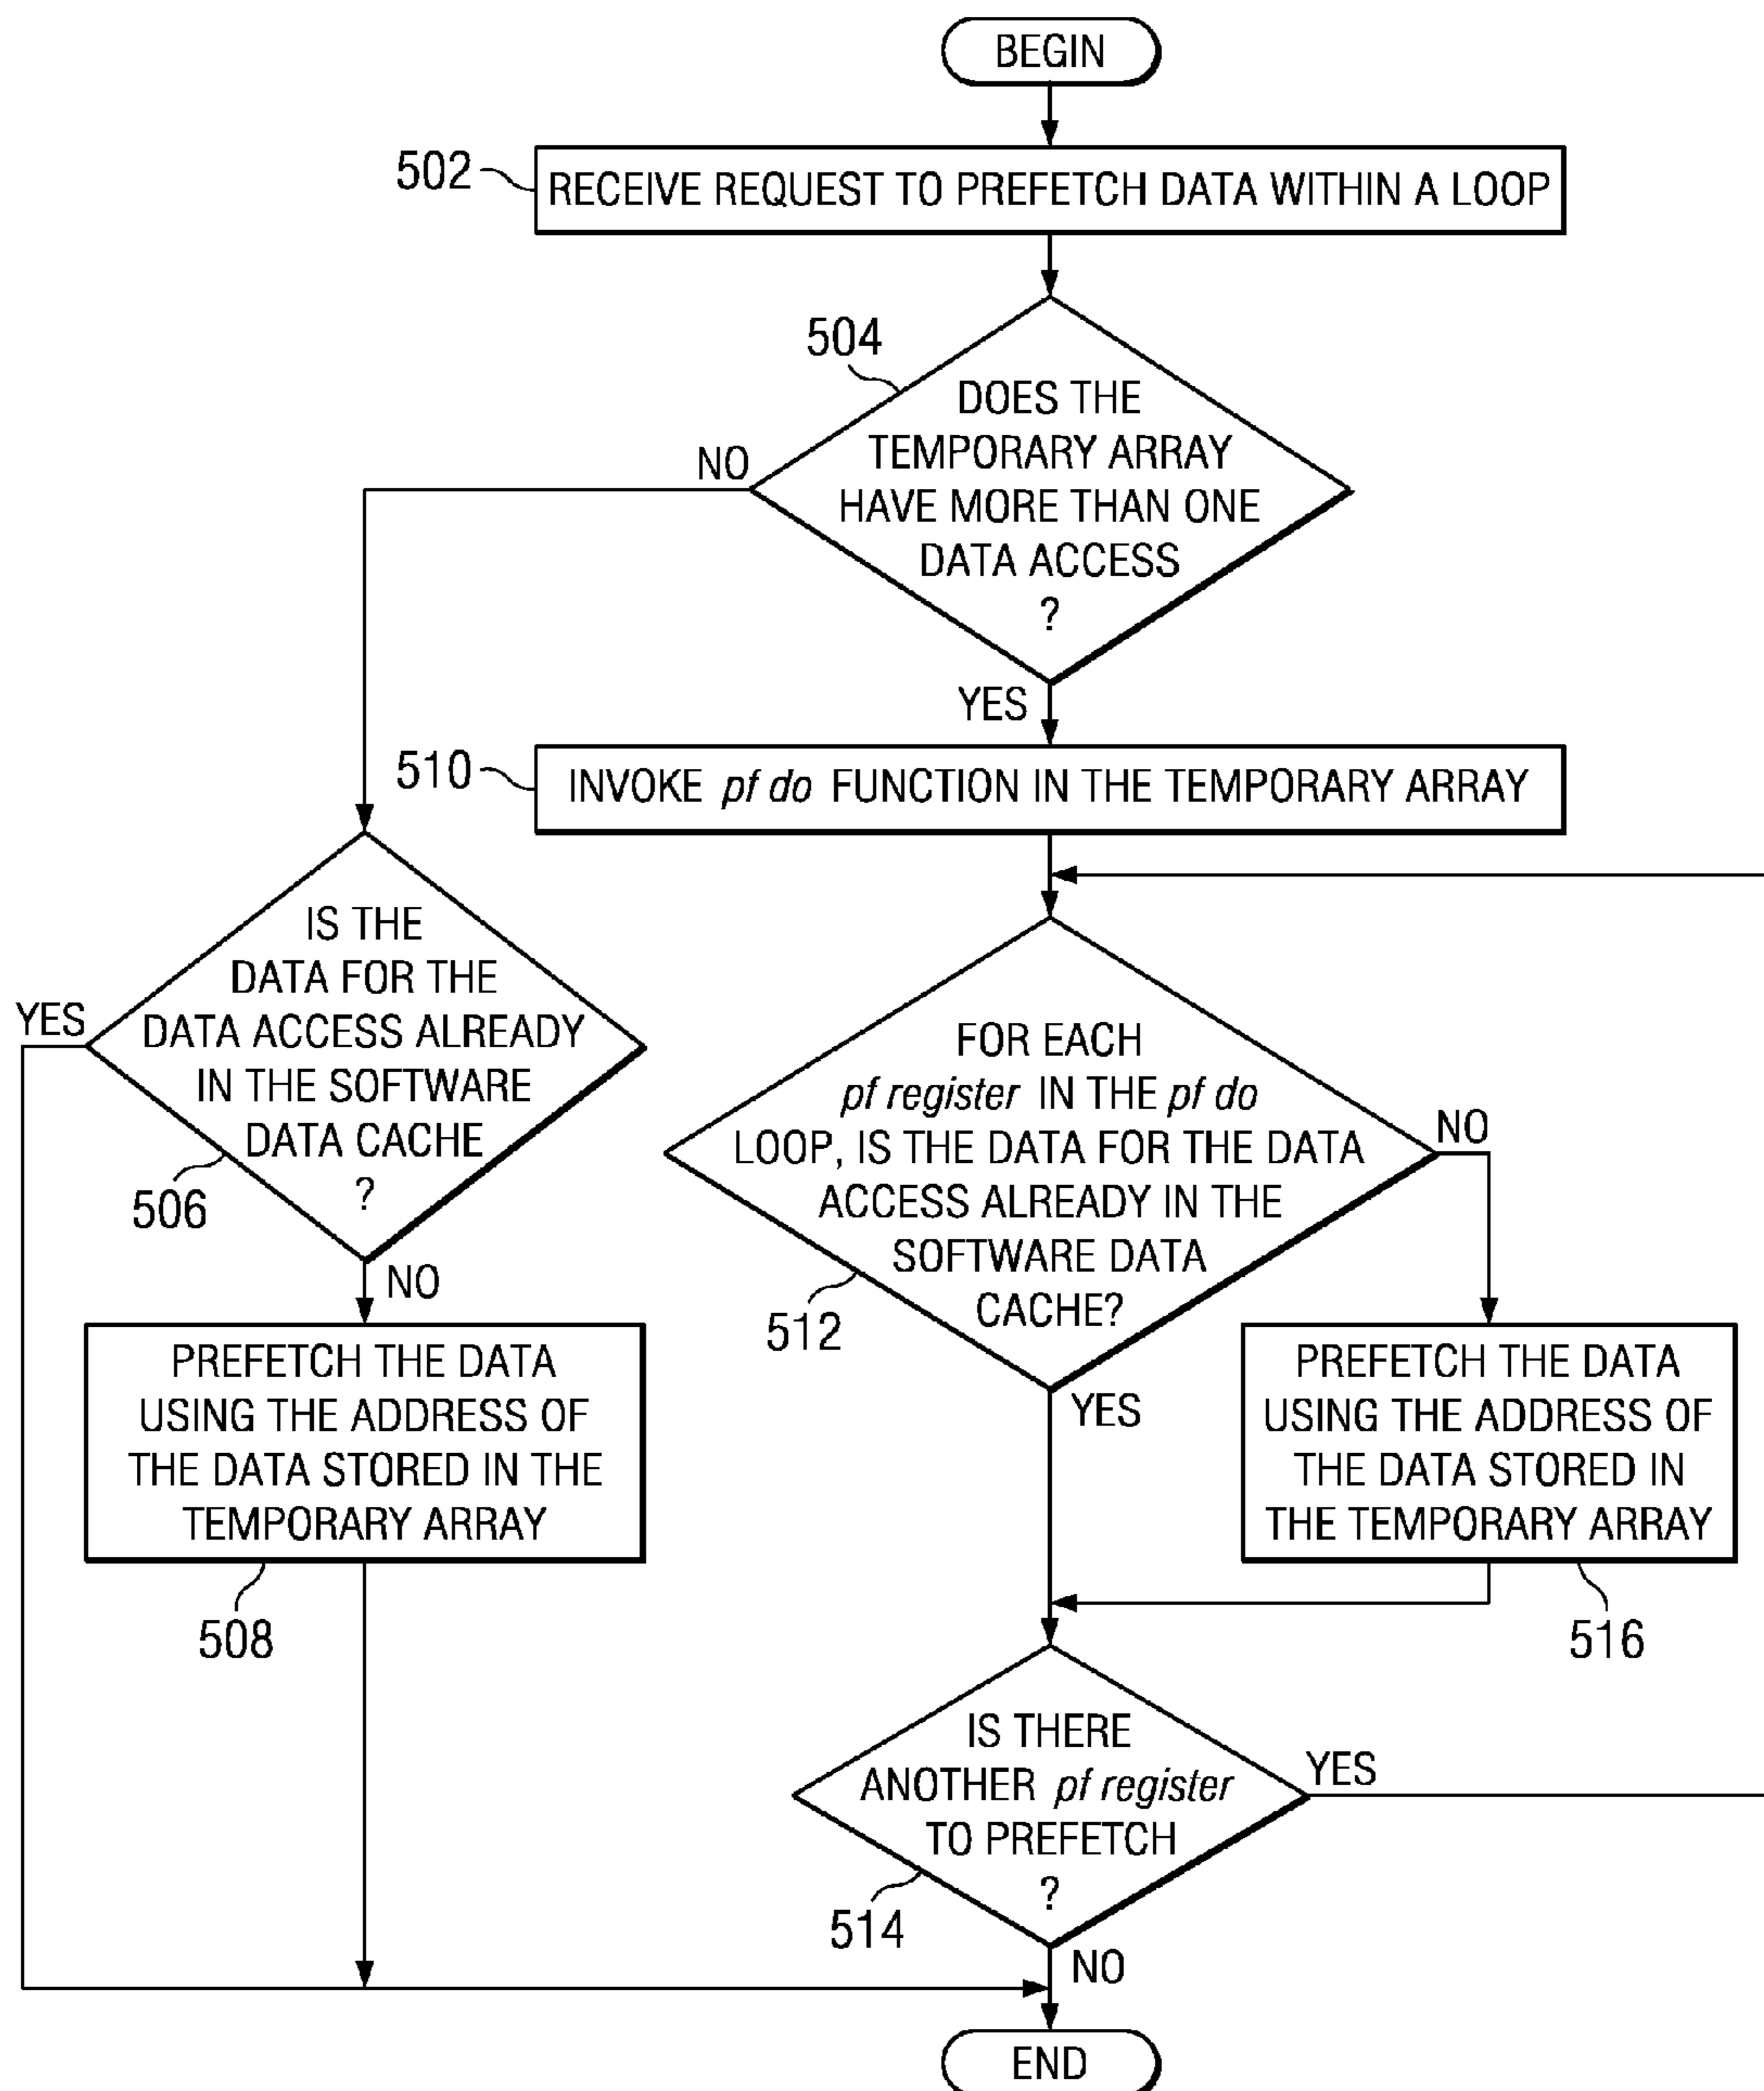 BEGIN
502
RECEIVE REQUEST TO PREFETCH DATA WITHIN A LOOP
504
DOES THE
TEMPORARY ARRAY
HAVE MORE THAN ONE
DATA ACCESS
?
NO
YES
510
INVOKE pf do FUNCTION IN THE TEMPORARY ARRAY
IS THE
DATA FOR THE
DATA ACCESS ALREADY
IN THE SOFTWARE
DATA CACHE
?
YES
506
NO
PREFETCH THE DATA
USING THE ADDRESS OF
THE DATA STORED IN THE
TEMPORARY ARRAY
508
FOR EACH
pf register IN THE pf do
LOOP, IS THE DATA FOR THE DATA
ACCESS ALREADY IN THE
SOFTWARE DATA
CACHE?
NO
512
YES
PREFETCH THE DATA
USING THE ADDRESS OF
THE DATA STORED IN
THE TEMPORARY ARRAY
516
IS THERE
ANOTHER pf register
TO PREFETCH
?
YES
514
NO
END